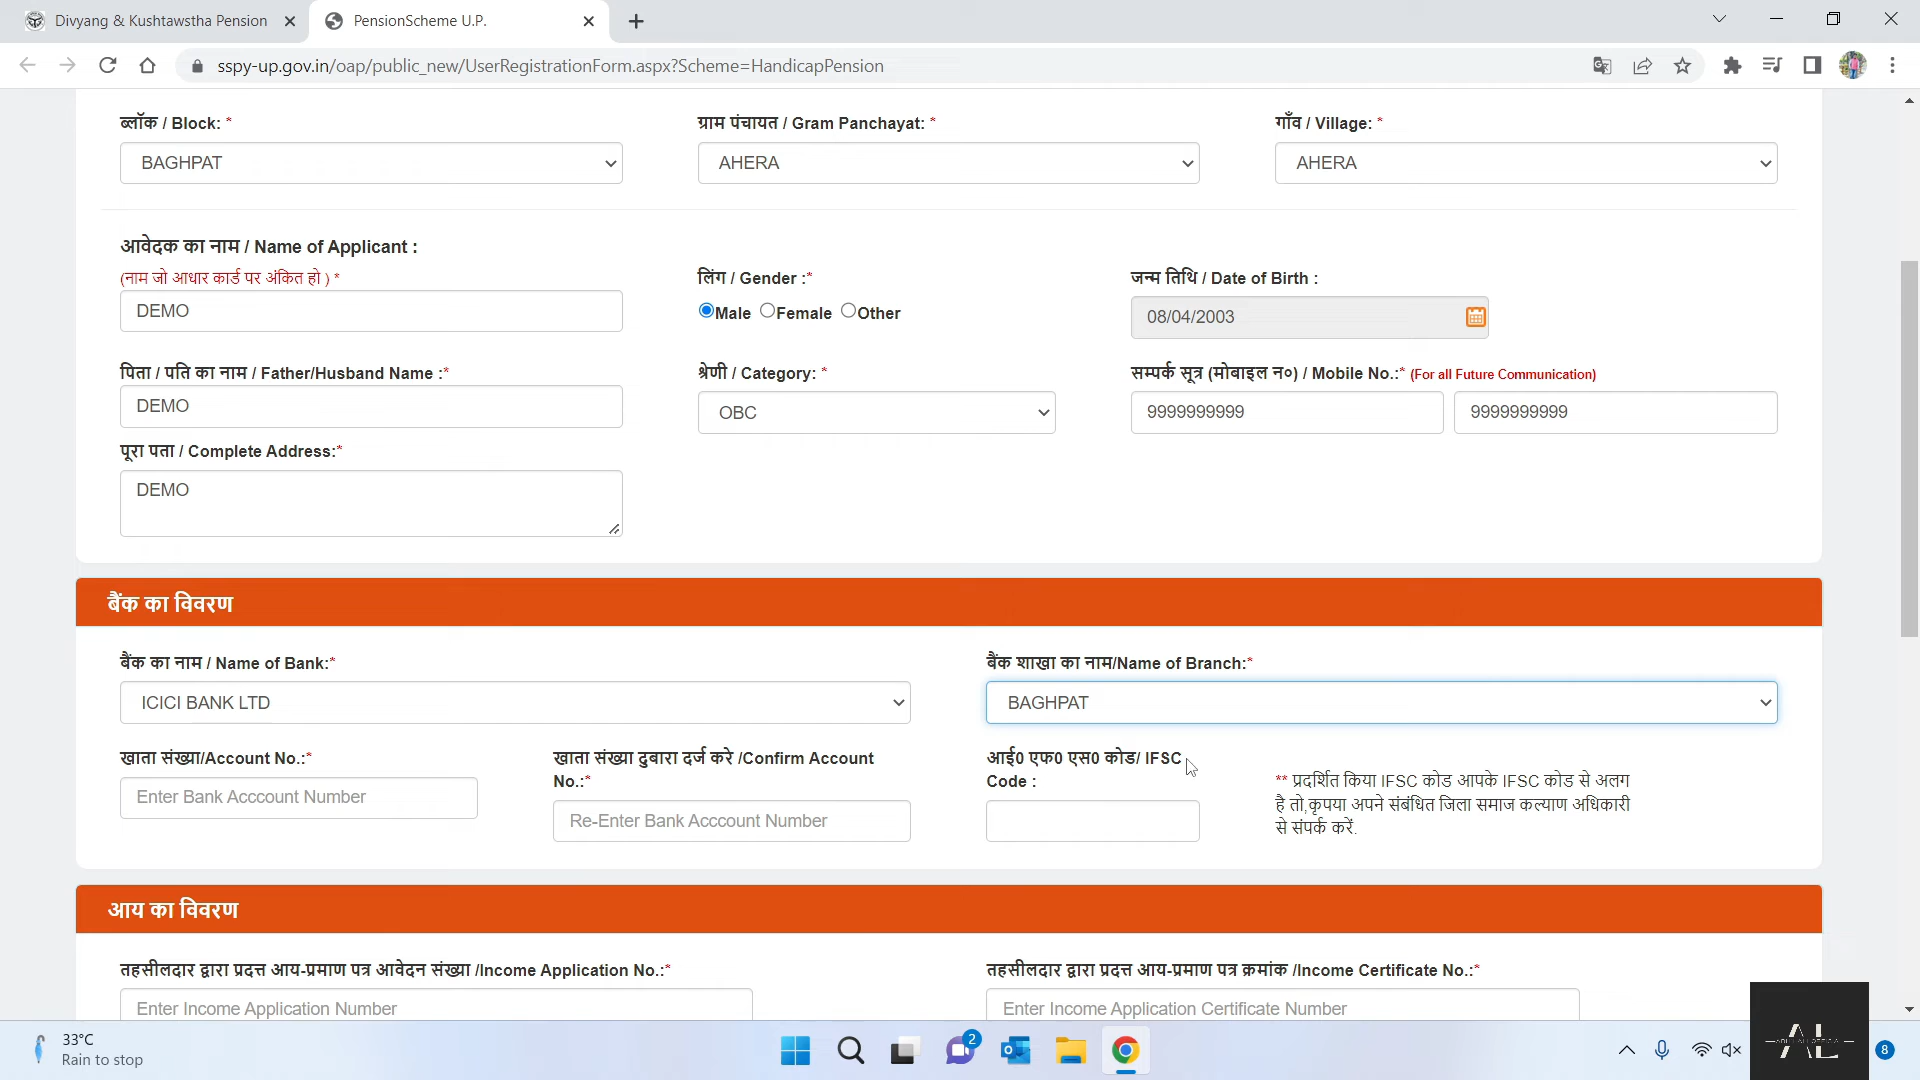 Divyang & Kushtawstha Pension
PensionScheme U.P.
sspy-up.gov.in/oap/public_new/UserRegistrationForm.aspx?Scheme=HandicapPension
ब्लॉक / Block: *
ग्राम पंचायत / Gram Panchayat: *
गाँव / Village: *
BAGHPAT
AHERA
AHERA
आवेदक का नाम / Name of Applicant :
(नाम जो आधार कार्ड पर अंकित हो ) *
लिंग / Gender :*
जन्म तिथि / Date of Birth :
DEMO
Male Female Other
08/04/2003
पिता / पति का नाम / Father/Husband Name :*
श्रेणी / Category: *
सम्पर्क सूत्र (मोबाइल न०) / Mobile No.:* (For all Future Communication)
DEMO
OBC
9999999999
9999999999
पूरा पता / Complete Address:*
DEMO
बैंक का विवरण
बैंक का नाम / Name of Bank:*
बैंक शाखा का नाम/Name of Branch:*
ICICI BANK LTD
BAGHPAT
खाता संख्या/Account No.:*
खाता संख्या दुबारा दर्ज करे /Confirm Account
No.:*
आई0 एफ0 एस0 कोड/ IFSC
Code :
Enter Bank Acccount Number
Re-Enter Bank Acccount Number
** प्रदर्शित किया IFSC कोड आपके IFSC कोड से अलग
है तो,कृपया अपने संबंधित जिला समाज कल्याण अधिकारी
से संपर्क करें.
आय का विवरण
तहसीलदार द्वारा प्रदत्त आय-प्रमाण पत्र आवेदन संख्या /Income Application No.:*
तहसीलदार द्वारा प्रदत्त आय-प्रमाण पत्र क्रमांक /Income Certificate No.:*
Enter Income Application Number
Enter Income Application Certificate Number
33°C
Rain to stop
2
AL
8